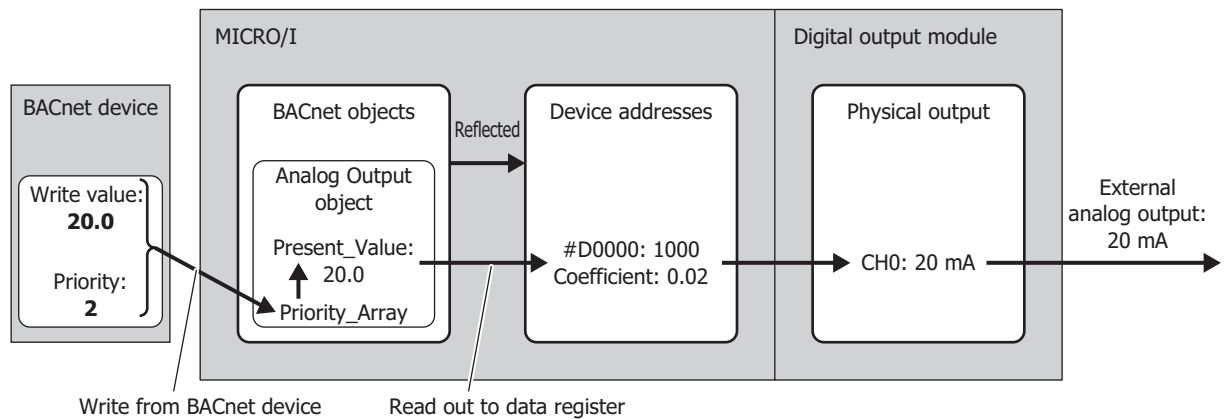 MICRO/I
Digital output module
BACnet device
BACnet objects
Reflected
Device addresses
Physical output
Write value:
20.0
Priority:
2
Analog Output
object
Present_Value:
20.0
Priority_Array
#D0000: 1000
Coefficient: 0.02
CH0: 20 mA
External
analog output:
20 mA
Write from BACnet device
Read out to data register